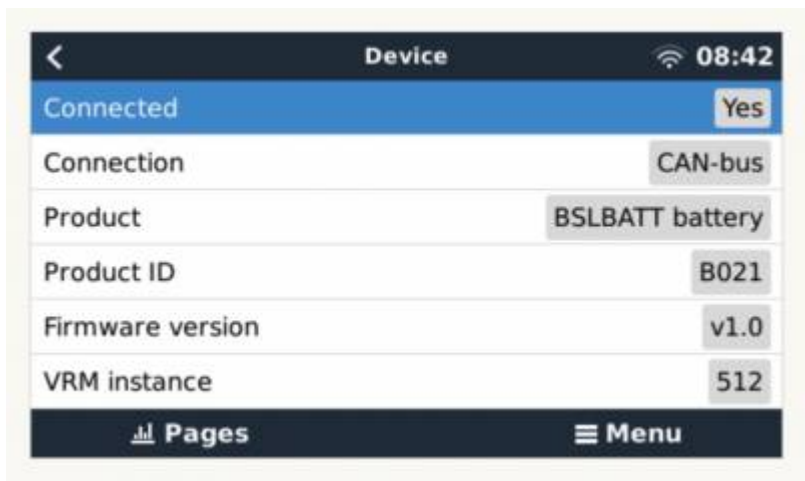 Device 08:42
Connected Yes
Connection CAN-bus
Product BSLBATT battery
Product ID B021
Firmware version v1.0
VRM instance 512
Pages Menu